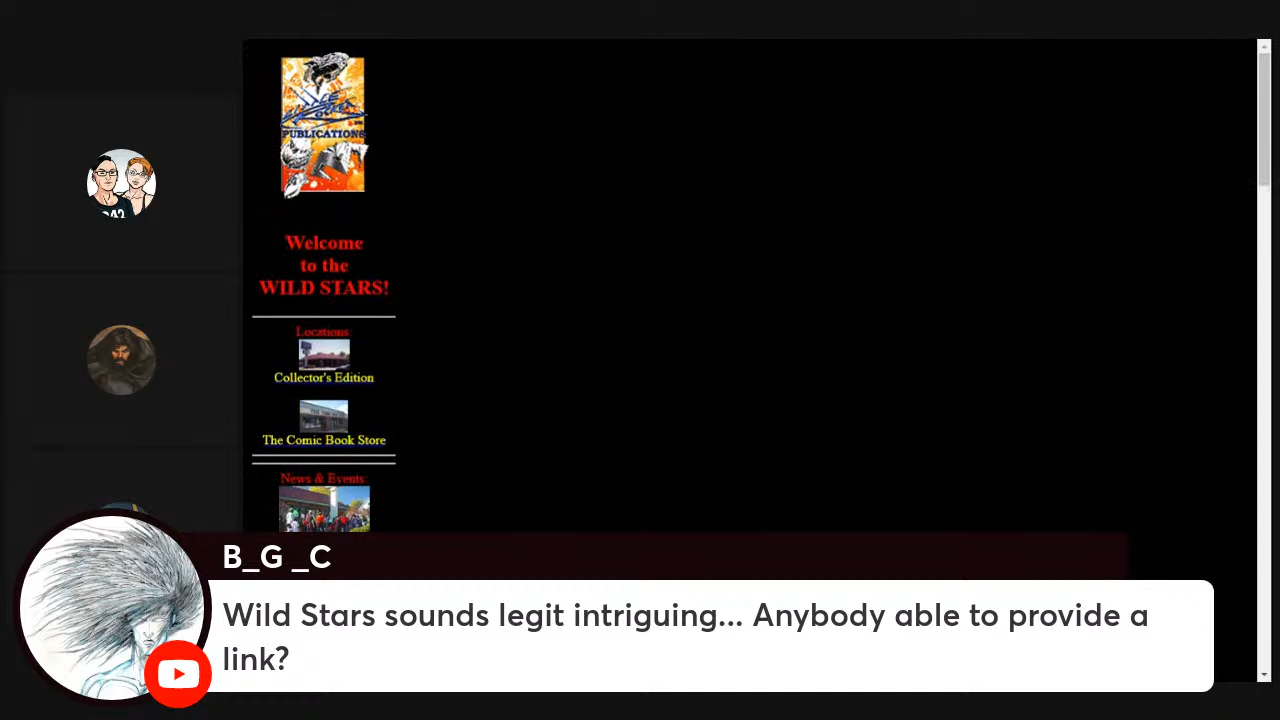 PUBLICATIONS
Welcome
to the
WILD STARS!
Locations
Collector's Edition
The Comic Book Store
News & Events
B_G _C
Wild Stars sounds legit intriguing... Anybody able to provide a
link?